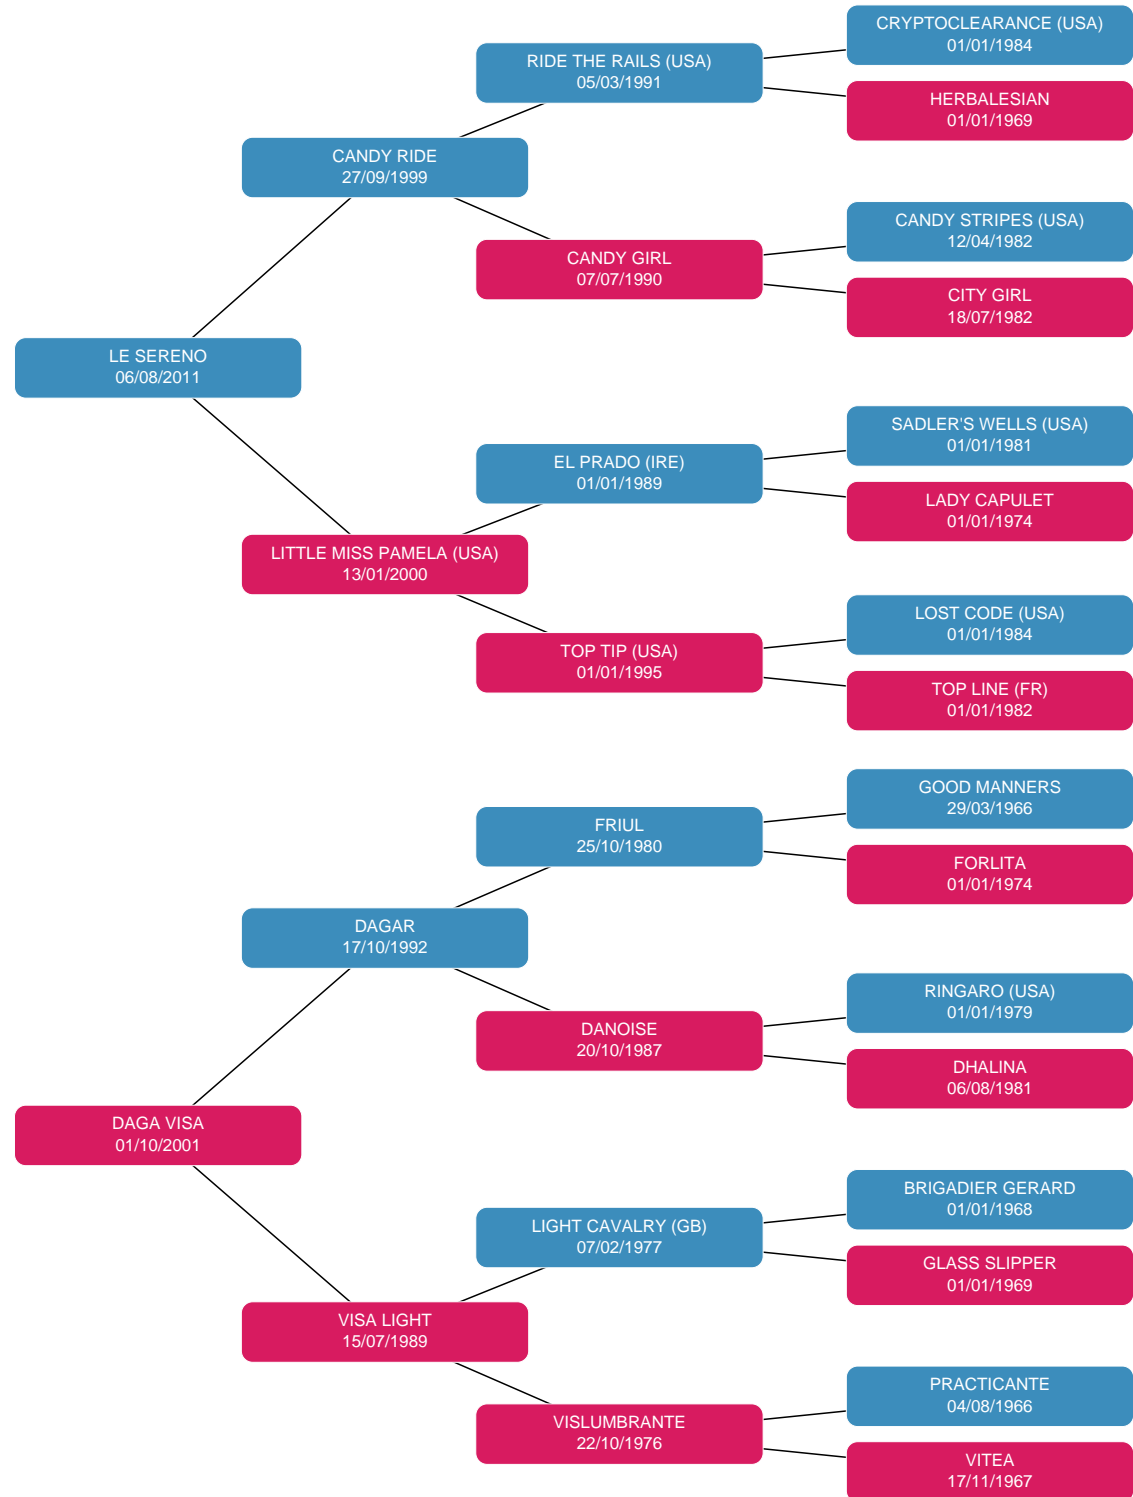 CRYPTOCLEARANCE (USA)
01/01/1984
RIDE THE RAILS (USA)
05/03/1991
HERBALESIAN
01/01/1969
CANDY RIDE
27/09/1999
CANDY STRIPES (USA)
12/04/1982
CANDY GIRL
07/07/1990
CITY GIRL
18/07/1982
LE SERENO
06/08/2011
SADLER'S WELLS (USA)
01/01/1981
EL PRADO (IRE)
01/01/1989
LADY CAPULET
01/01/1974
LITTLE MISS PAMELA (USA)
13/01/2000
LOST CODE (USA)
01/01/1984
TOP TIP (USA)
01/01/1995
TOP LINE (FR)
01/01/1982
GOOD MANNERS
29/03/1966
FRIUL
25/10/1980
FORLITA
01/01/1974
DAGAR
17/10/1992
RINGARO (USA)
01/01/1979
DANOISE
20/10/1987
DHALINA
06/08/1981
DAGA VISA
01/10/2001
BRIGADIER GERARD
01/01/1968
LIGHT CAVALRY (GB)
07/02/1977
GLASS SLIPPER
01/01/1969
VISA LIGHT
15/07/1989
PRACTICANTE
04/08/1966
VISLUMBRANTE
22/10/1976
VITEA
17/11/1967